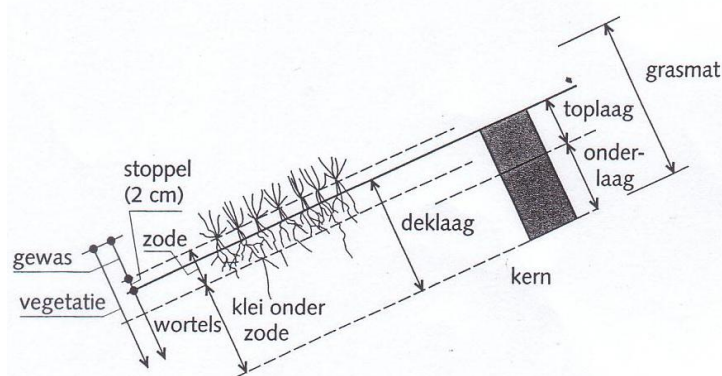 grasmat
toplaag
onder-
laag
stoppel
(2 cm)
zode
deklaag
gewas
kern
vegetatie
wortels
klei onder
zode